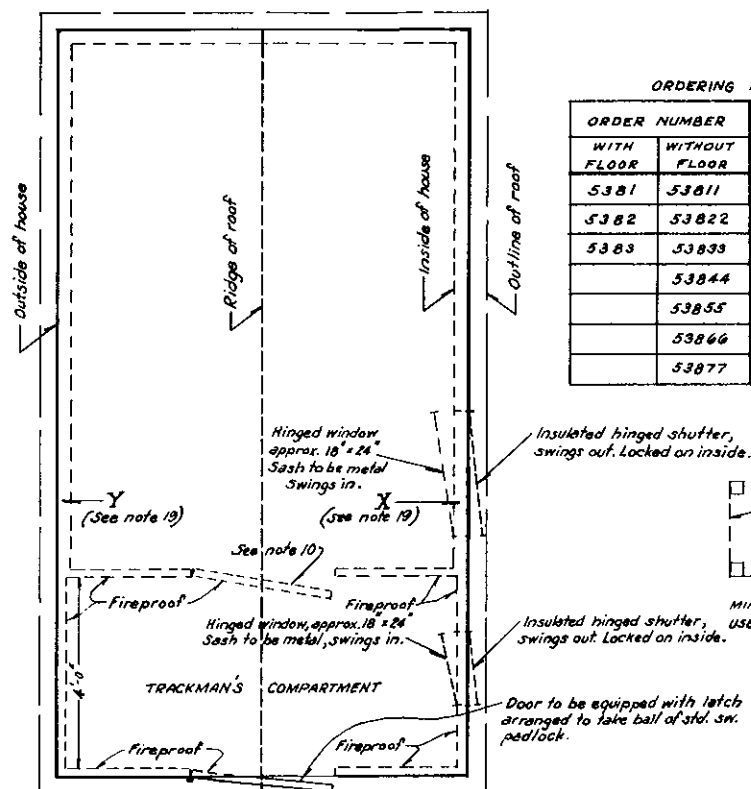 ORDERING
ORDER NUMBER
WITH FLOOR
WITHOUT FLOOR
5381 53811
5382 53822
5383 53833
53844
53855
53866
53877
Outside of house
Ridge of roof
Inside of house
Outline of roof
Hinged window
approx. 18" x 24"
Sash to be metal
Swings in.
Insulated hinged shutter,
swings out. Locked on inside.
Y
(See note 19)
X
(See note 19)
See note 10
Fireproof
Fireproof
Hinged window, approx. 18" x 24"
Sash to be metal, swings in.
Insulated hinged shutter,
swings out. Locked on inside.
4'-0"
TRACKMAN'S COMPARTMENT
Door to be equipped with latch
arranged to take bail of std. sw.
padlock.
Fireproof
Fireproof